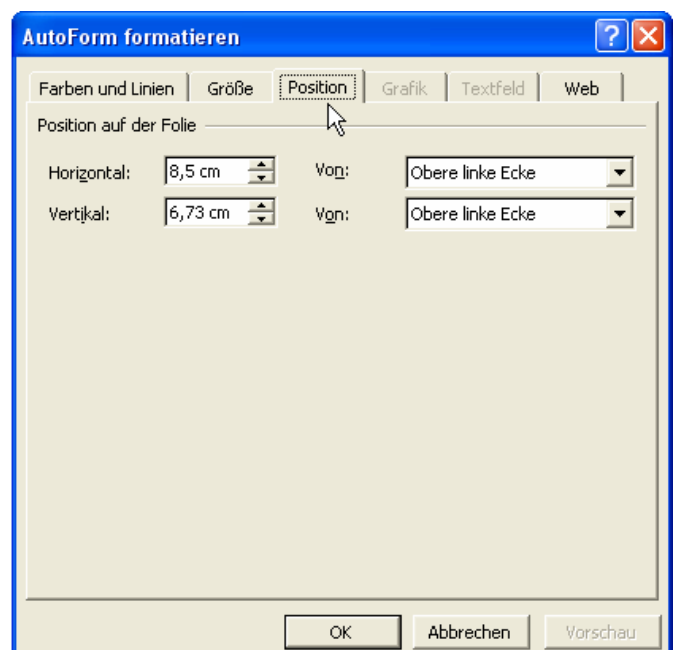 AutoForm formatieren
Farben und Linien Größe Position Grafik Textfeld Web
Position auf der Folie
Horizontal: 8,5 cm Von: Obere linke Ecke
Vertikal: 6,73 cm Von: Obere linke Ecke
OK Abbrechen Vorschau